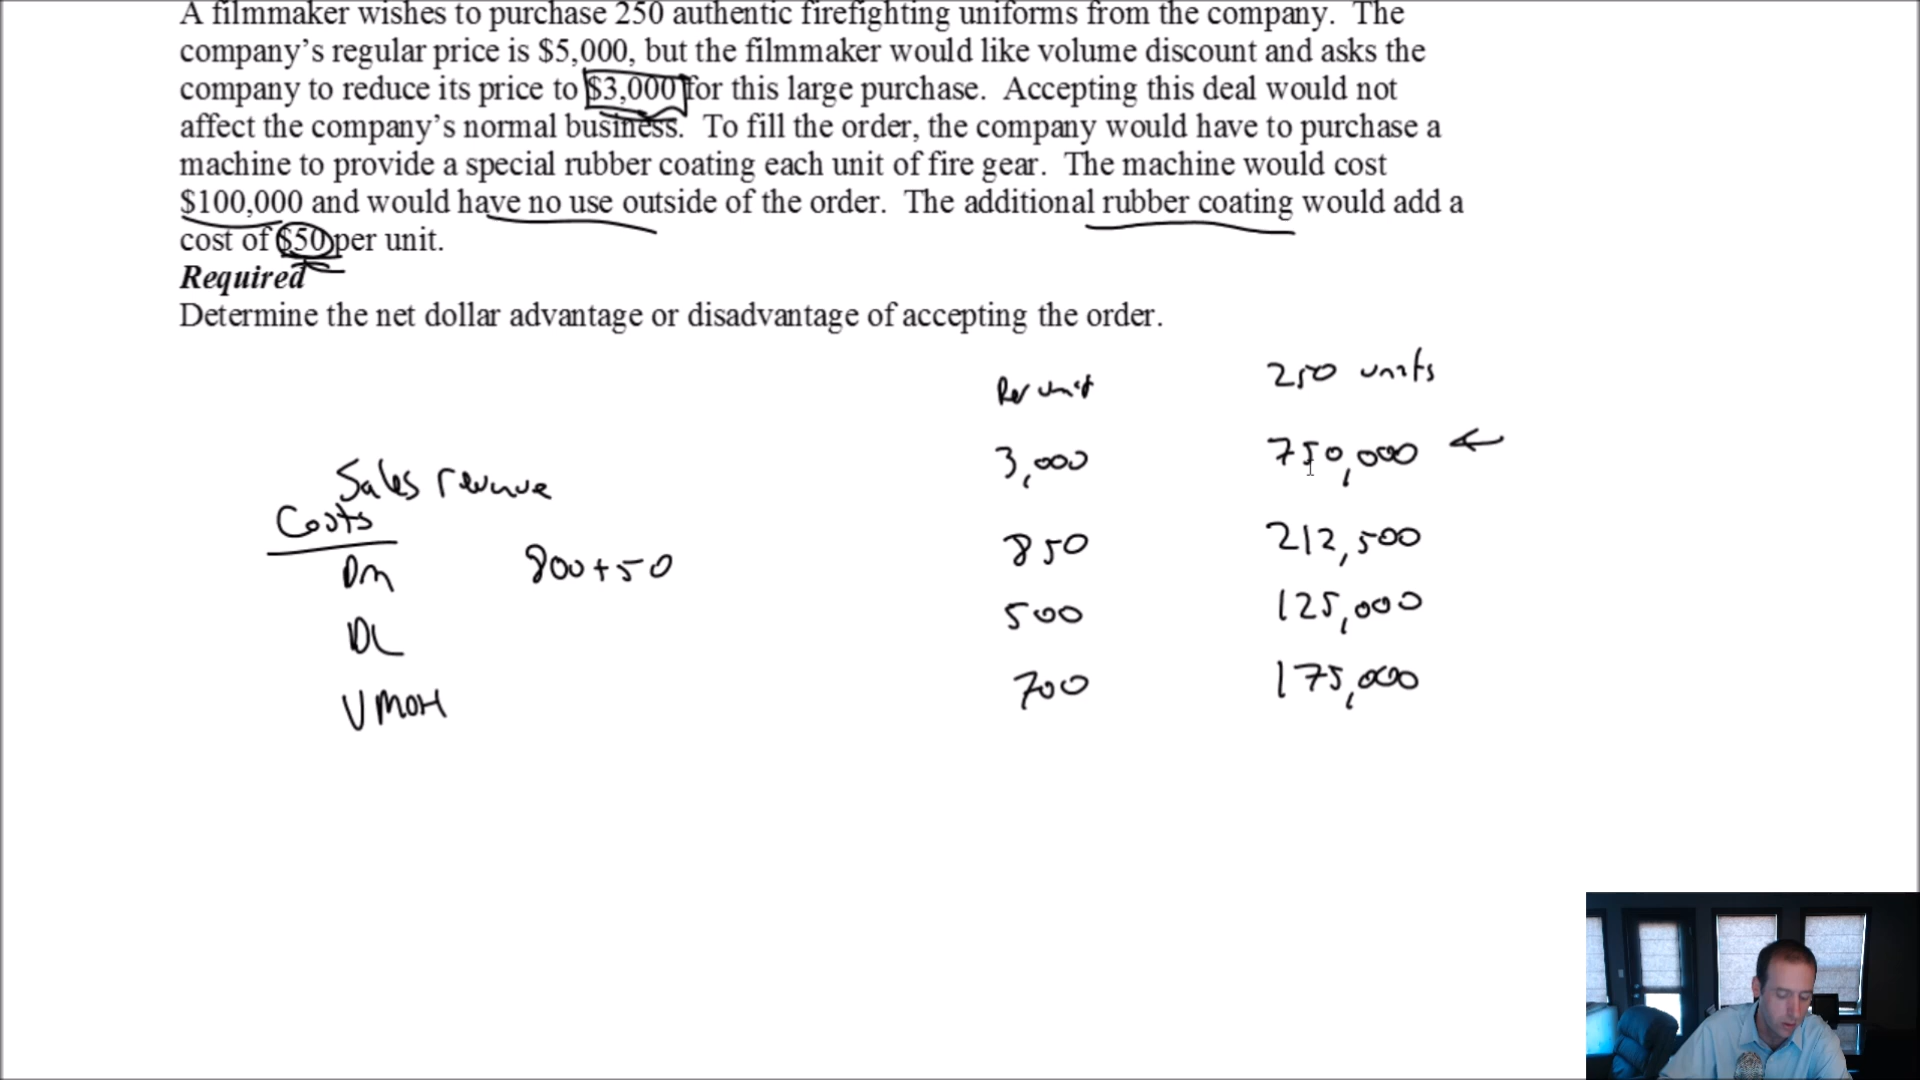 A filmmaker wishes to purchase 250 authentic firefighting uniforms from the company. The
company's regular price is $5,000, but the filmmaker would like volume discount and asks the
company to reduce its price to $3,000 for this large purchase. Accepting this deal would not
affect the company's normal business. To fill the order, the company would have to purchase a
machine to provide a special rubber coating each unit of fire gear. The machine would cost
$100,000 and would have no use outside of the order. The additional rubber coating would add a
cost of $50 per unit.
Required
Determine the net dollar advantage or disadvantage of accepting the order.
Per unit 250 units
Sales revenue 3,000 750,000
Costs
DM 800+50 850 212,500
DL 500 125,000
VMOH 700 175,000